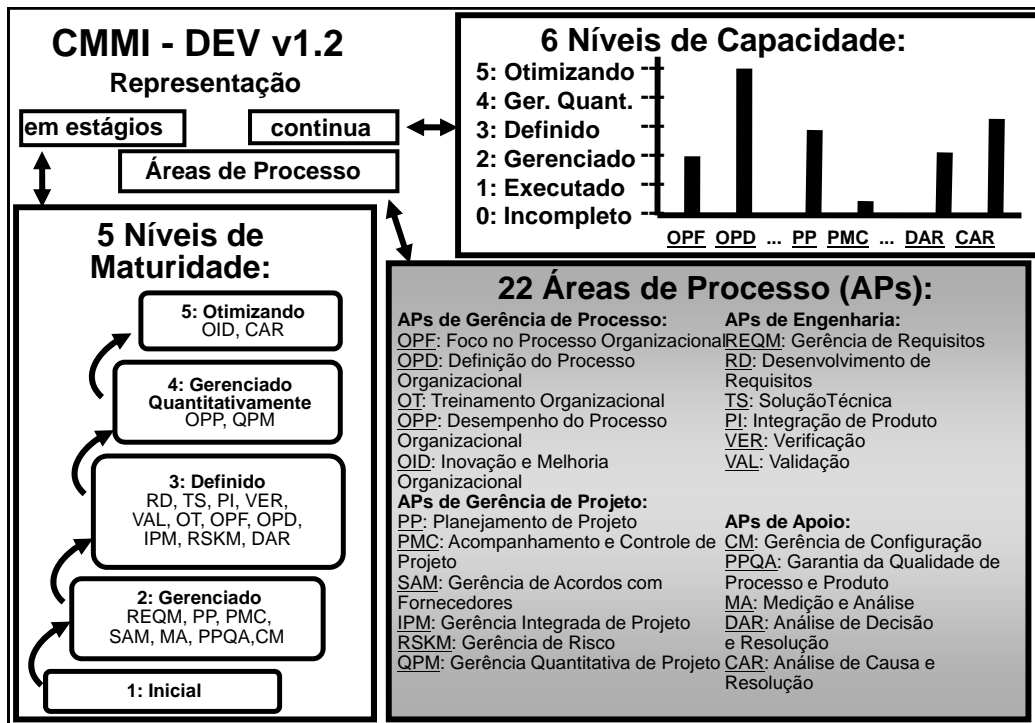 CMMI - DEV v1.2
Representação
em estágios
continua
Áreas de Processo
6 Níveis de Capacidade:
5: Otimizando
4: Ger. Quant.
3: Definido
2: Gerenciado
1: Executado
0: Incompleto
OPF OPD ... PP PMC ... DAR CAR
5 Níveis de
Maturidade:
5: Otimizando
OID, CAR
4: Gerenciado
Quantitativamente
OPP, QPM
3: Definido
RD, TS, PI, VER,
VAL, OT, OPF, OPD,
IPM, RSKM, DAR
2: Gerenciado
REQM, PP, PMC,
SAM, MA, PPQA,CM
1: Inicial
22 Áreas de Processo (APs):
APs de Gerência de Processo:
OPF: Foco no Processo Organizacional
OPD: Definição do Processo
Organizacional
OT: Treinamento Organizacional
OPP: Desempenho do Processo
Organizacional
OID: Inovação e Melhoria
Organizacional
APs de Gerência de Projeto:
PP: Planejamento de Projeto
PMC: Acompanhamento e Controle de
Projeto
SAM: Gerência de Acordos com
Fornecedores
IPM: Gerência Integrada de Projeto
RSKM: Gerência de Risco
QPM: Gerência Quantitativa de Projeto
APs de Engenharia:
REQM: Gerência de Requisitos
RD: Desenvolvimento de
Requisitos
TS: SoluçãoTécnica
PI: Integração de Produto
VER: Verificação
VAL: Validação
APs de Apoio:
CM: Gerência de Configuração
PPQA: Garantia da Qualidade de
Processo e Produto
MA: Medição e Análise
DAR: Análise de Decisão
e Resolução
CAR: Análise de Causa e
Resolução